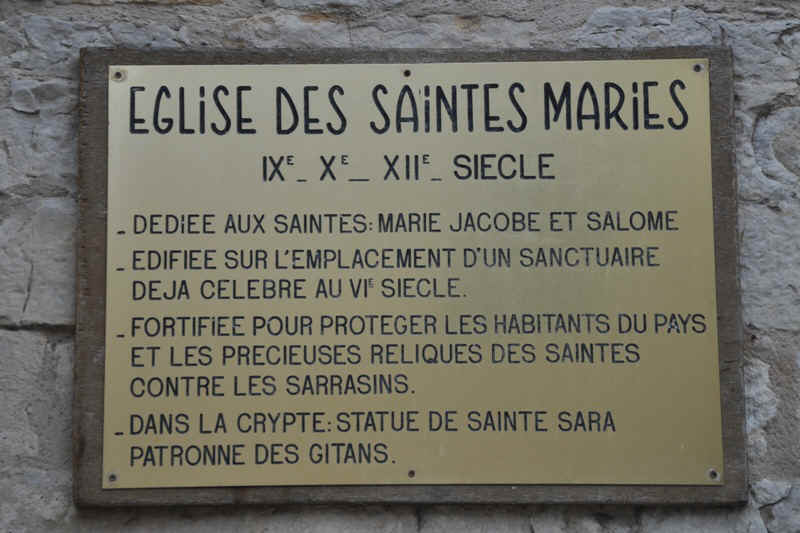 EGLiSE DES SAiNTES MARiES
IXE_ XE_ XIIE_ SIECLE
_ DEDIEE AUX SAINTES: MARIE JACOBE ET SALOME
_ EDIFIEE SUR L'EMPLACEMENT D'UN SANCTUAIRE
DEJA CELEBRE AU VIE SIECLE.
_ FORTIFIEE POUR PROTEGER LES HABITANTS DU PAYS
ET LES PRECIEUSES RELIQUES DES SAINTES
CONTRE LES SARRASINS.
_ DANS LA CRYPTE: STATUE DE SAINTE SARA
PATRONNE DES GITANS.